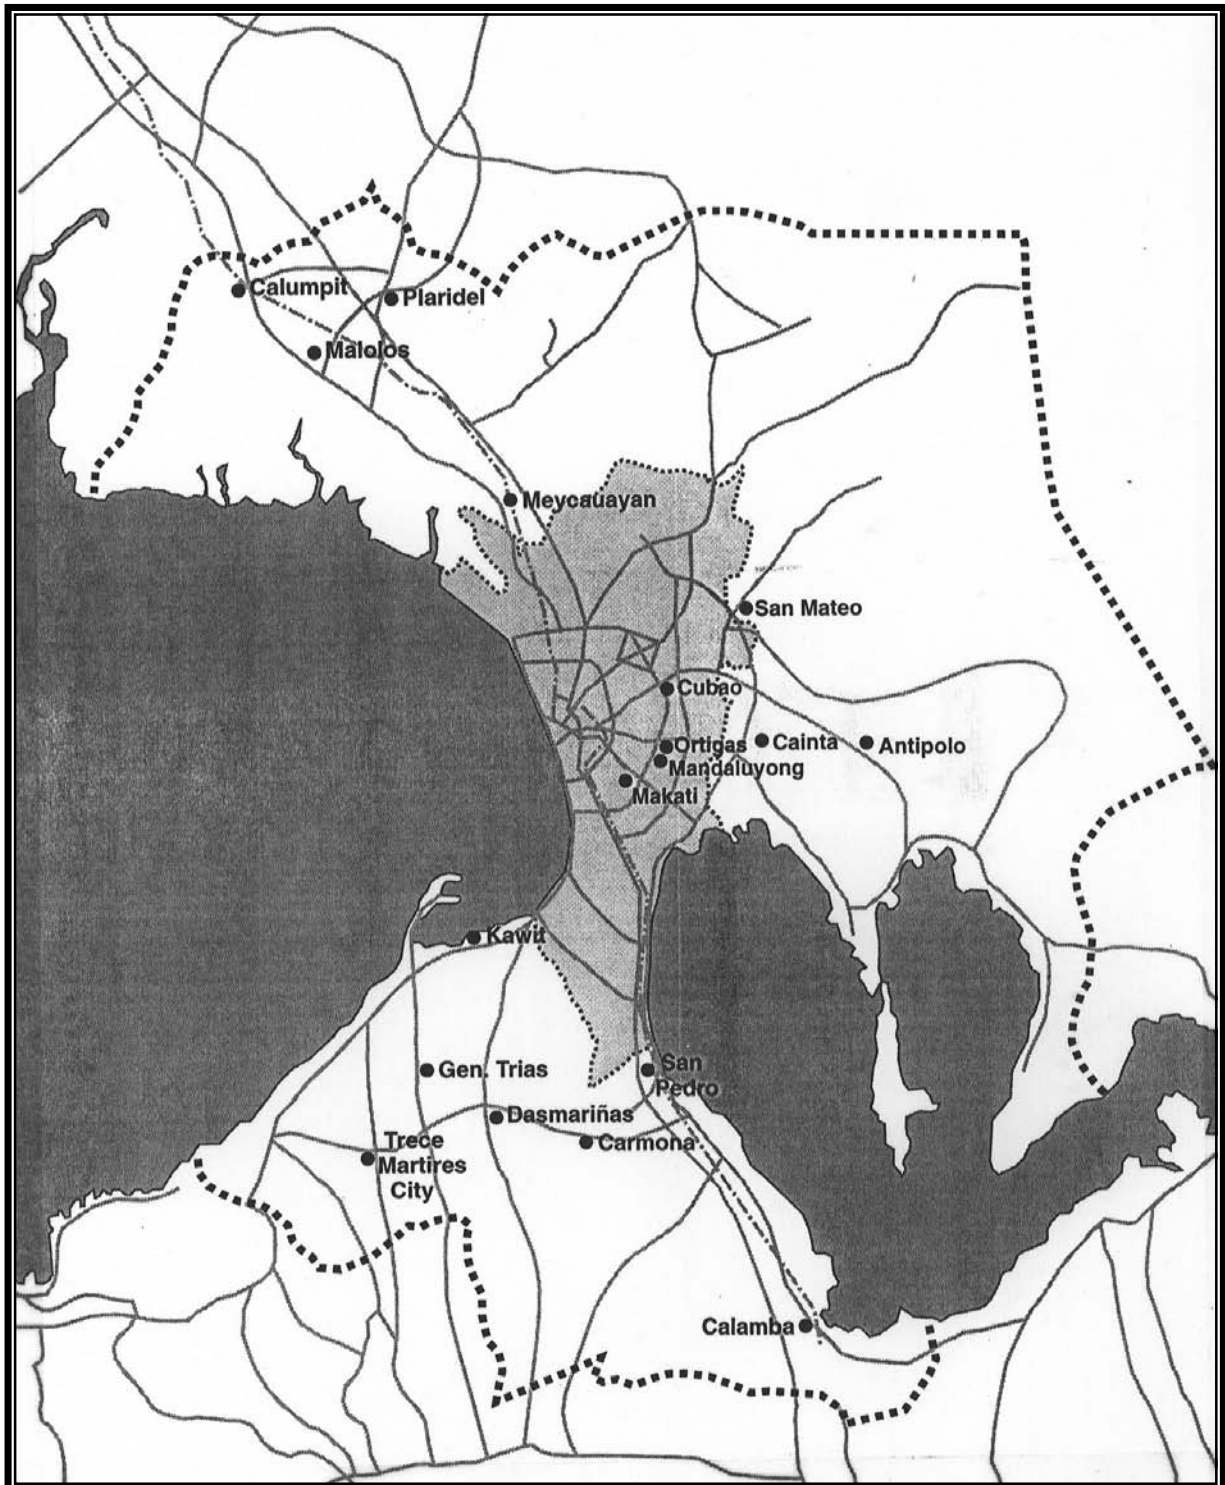 Calumpit
Plaridel
Malolos
Meycauayan
San Mateo
Cubao
Ortigas
Cainta
Antipolo
Mandaluyong
Makati
Kawit
Gen. Trias
San
Pedro
Dasmariñas
Carmona
Trece
Martires
City
Calamba